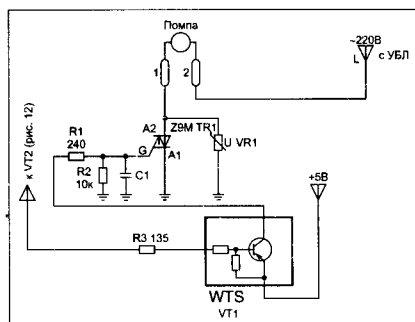 Помпа
~220В
L
с УБЛ
1
2
A2
Z9M TR1
U VR1
R1
240
G
A1
к VT2 (рис. 12)
R2
10к
C1
+5В
R3 135
WTS
VT1